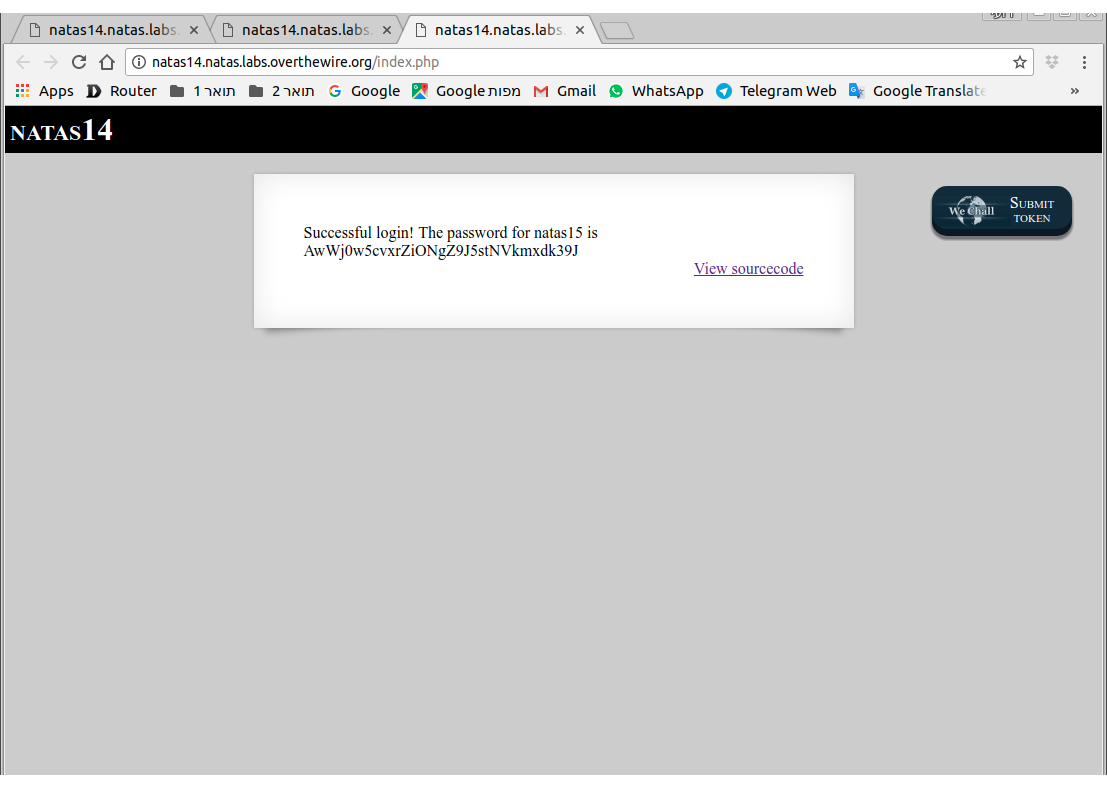 natas14.natas.labs. natas14.natas.labs. natas14.natas.labs.
natas14.natas.labs.overthewire.org/index.php
Apps Router תואר 1 תואר 2 Google Google מפות Gmail WhatsApp Telegram Web Google Translate »
NATAS14
Successful login! The password for natas15 is
AwWj0w5cvxrZiONgZ9J5stNVkmxdk39J
View sourcecode
We Chall
SUBMIT
TOKEN